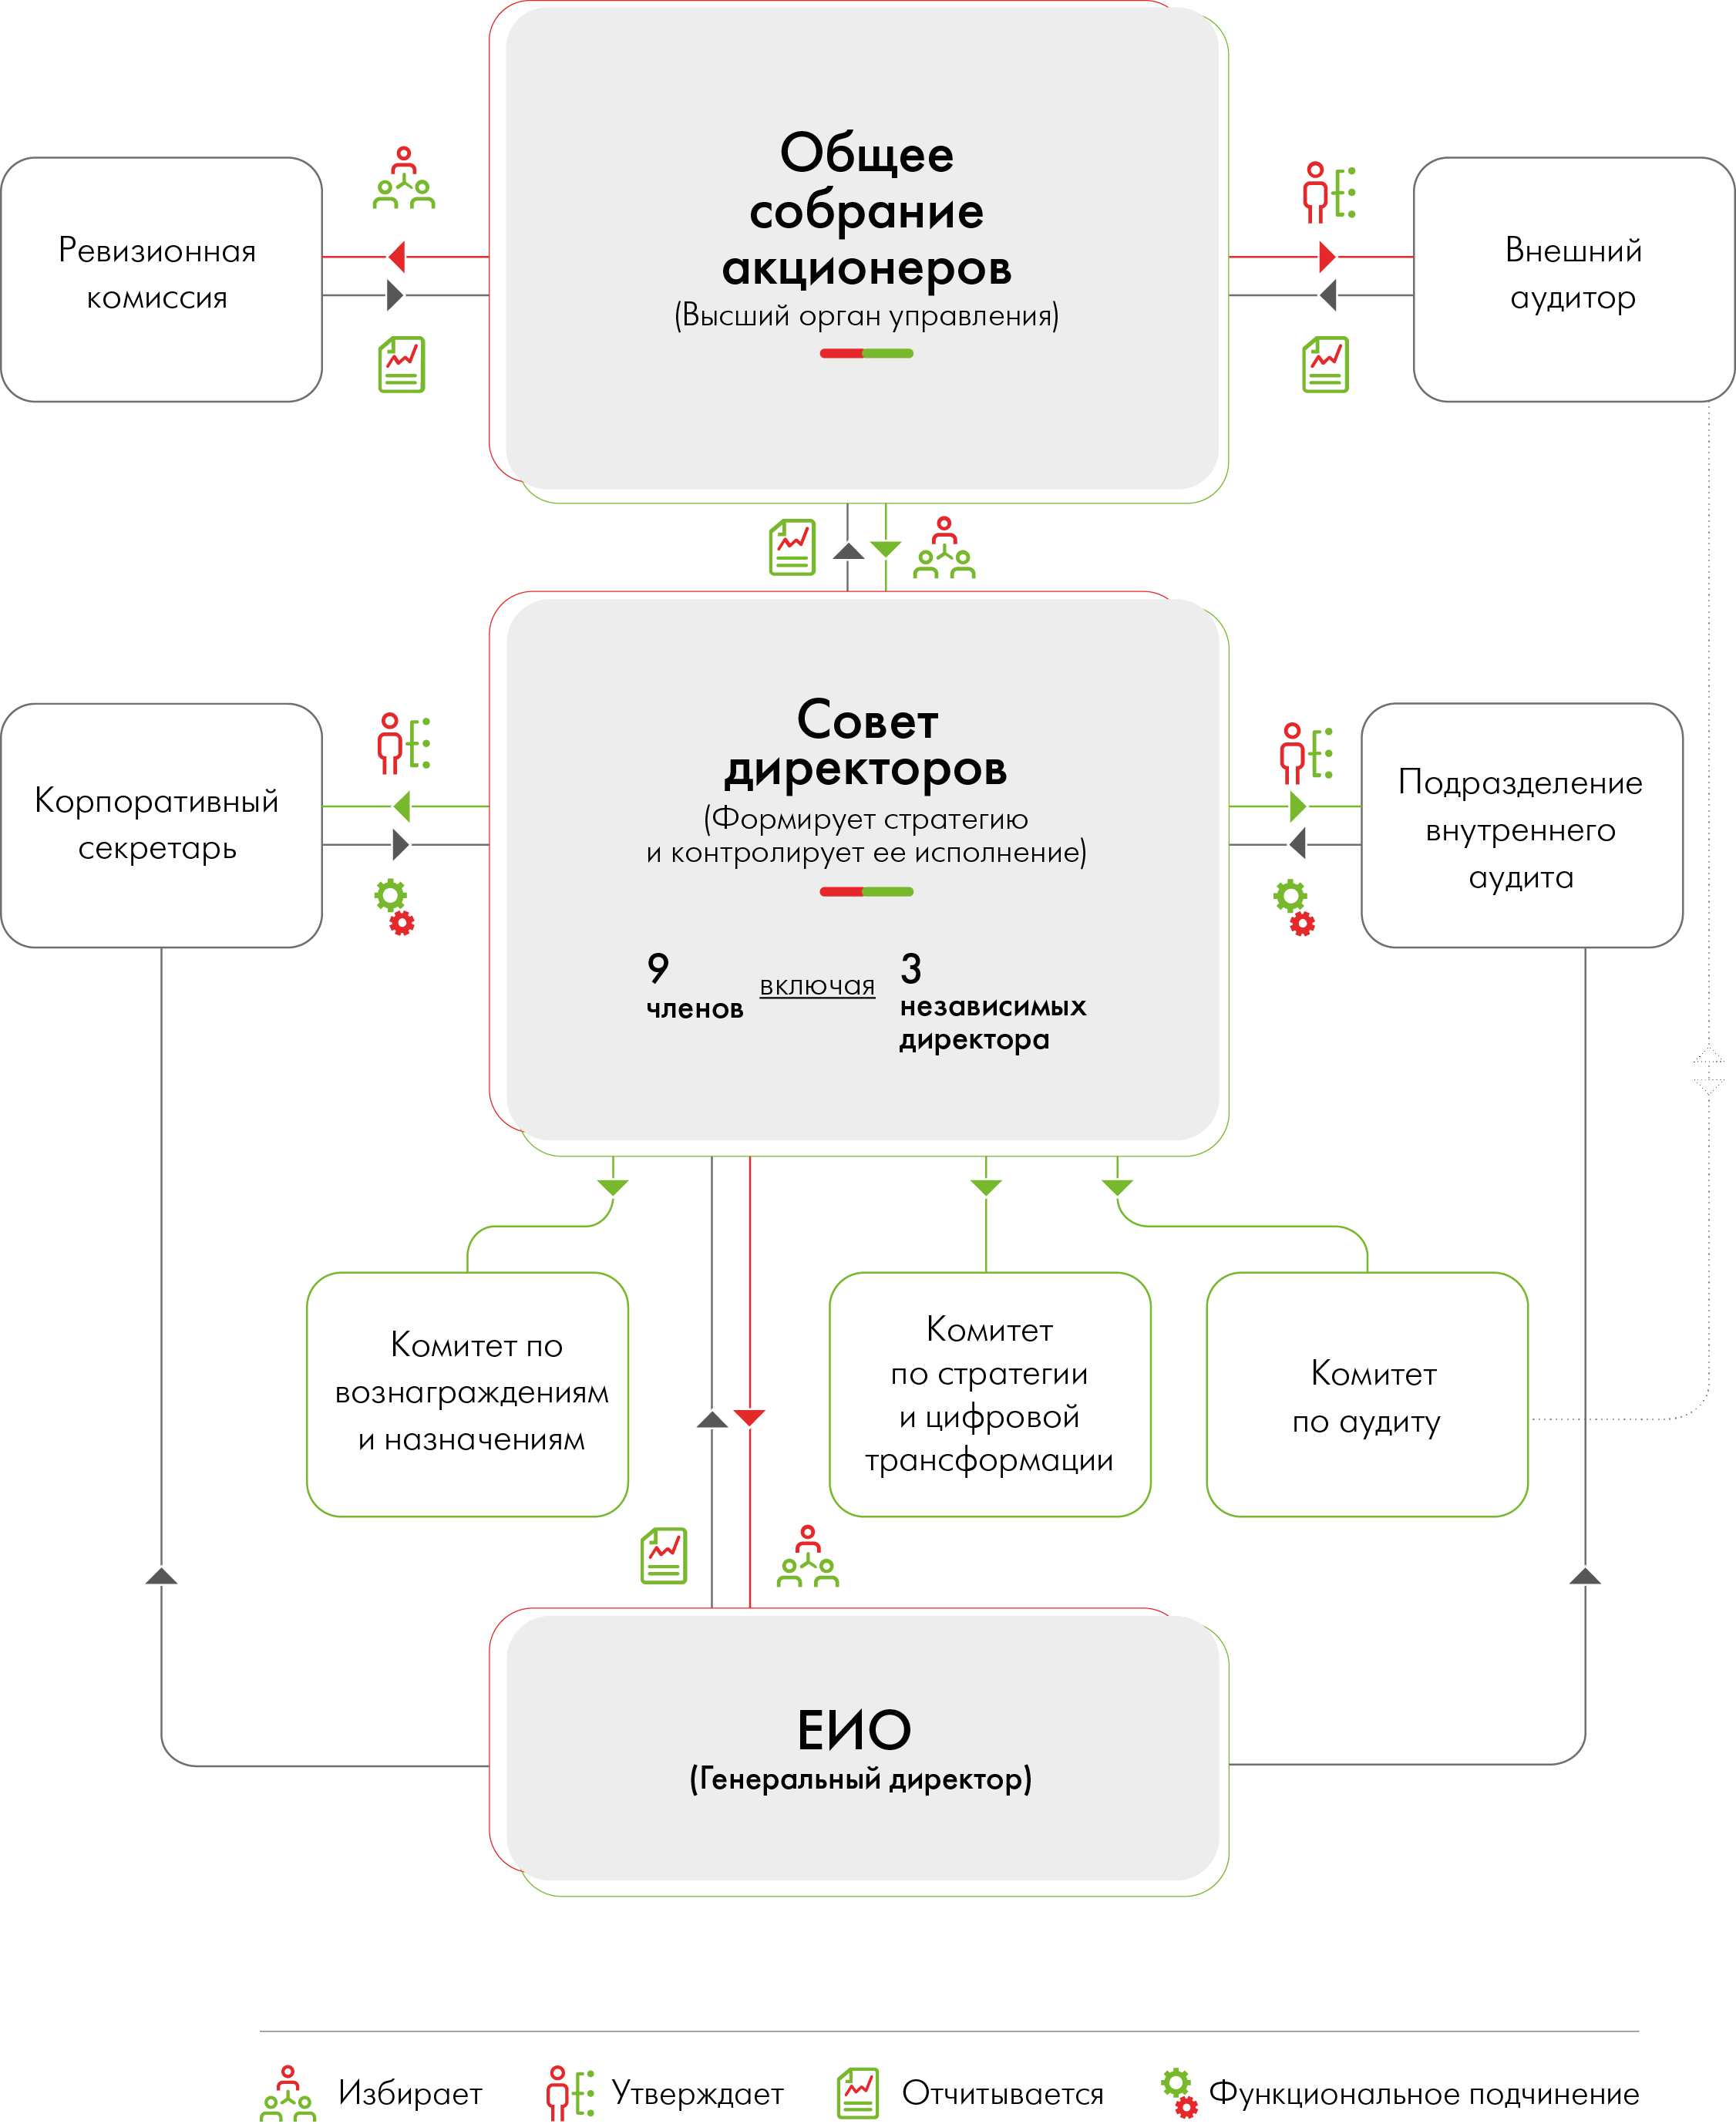 Общее
собрание
акционеров
(Высший орган управления)
Ревизионная
комиссия
Внешний
аудитор
Совет
директоров
(Формирует стратегию
и контролирует ее исполнение)
9
членов
включая
3
независимых
директора
Корпоративный
секретарь
Подразделение
внутреннего
аудита
Комитет по
вознаграждениям
и назначениям
Комитет
по стратегии
и цифровой
трансформации
Комитет
по аудиту
ЕИО
(Генеральный директор)
Избирает
Утверждает
Отчитывается
Функциональное подчинение